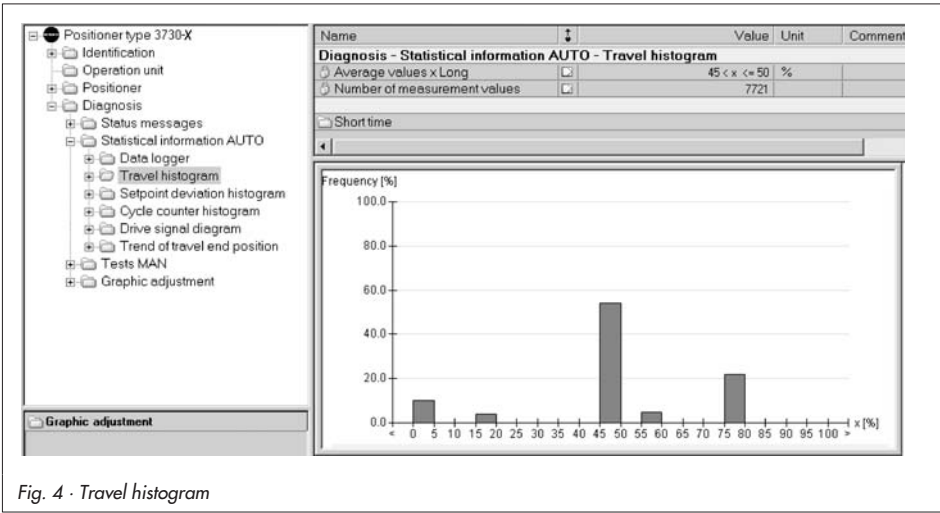 Positioner type 3730-X
Identification
Operation unit
Positioner
Diagnosis
Status messages
Statistical information AUTO
Data logger
Travel histogram
Setpoint deviation histogram
Cycle counter histogram
Drive signal diagram
Trend of travel end position
Tests MAN
Graphic adjustment
Graphic adjustment
Name Value Unit Comment
Diagnosis - Statistical information AUTO - Travel histogram
Average values x Long 45 < x <= 50 %
Number of measurement values 7721
Short time
Frequency [%]
100.0
80.0
60.0
40.0
20.0
0.0
< 0 5 10 15 20 25 30 35 40 45 50 55 60 65 70 75 80 85 90 95 100 > x [%]
Fig. 4 · Travel histogram